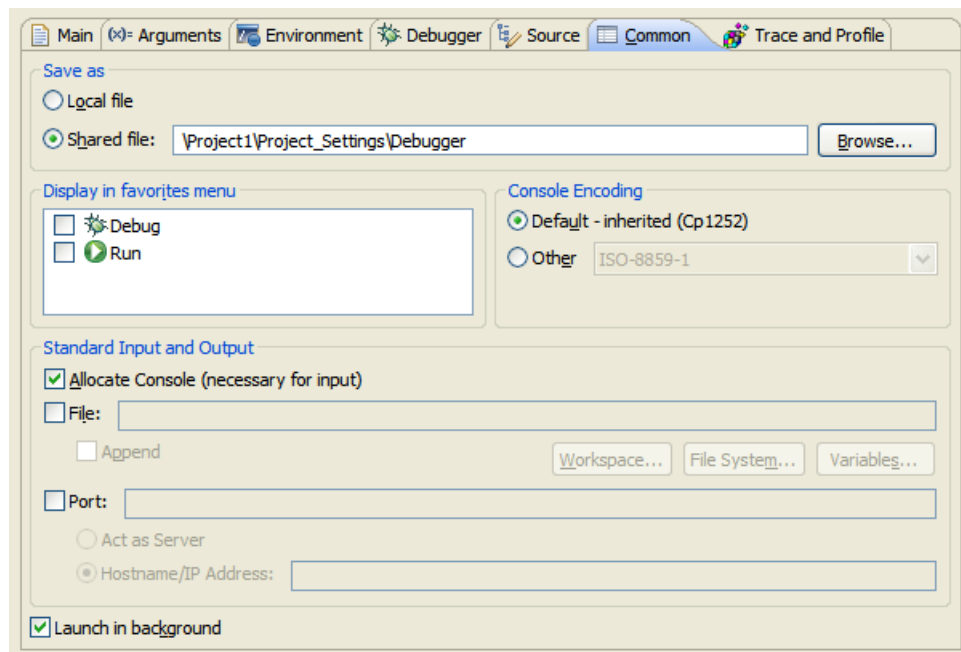 Main (x)= Arguments Environment Debugger Source Common Trace and Profile
Save as
Local file
Shared file: \Project1\Project_Settings\Debugger Browse...
Display in favorites menu Console Encoding
Debug Default - inherited (Cp1252)
Run Other ISO-8859-1
Standard Input and Output
Allocate Console (necessary for input)
File:
Append Workspace... File System... Variables...
Port:
Act as Server
Hostname/IP Address:
Launch in background